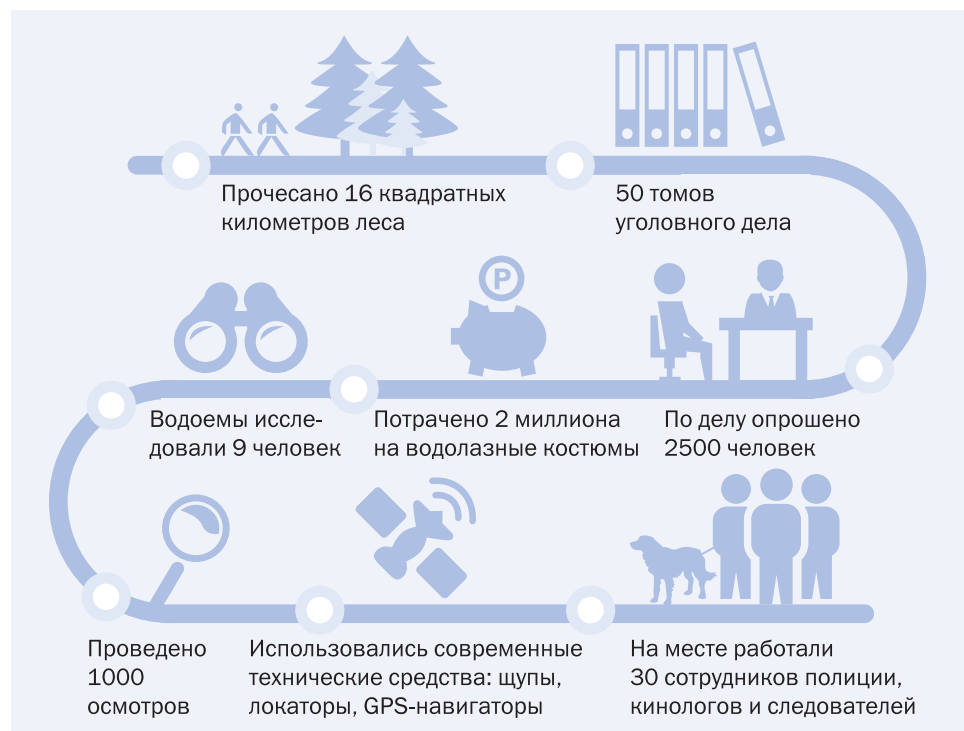 Прочесано 16 квадратных
километров леса
50 томов
уголовного дела
P
Водоемы иссле-
довали 9 человек
Потрачено 2 миллиона
на водолазные костюмы
По делу опрошено
2500 человек
Проведено
1000
осмотров
Использовались современные
технические средства: щупы,
локаторы, GPS-навигаторы
На месте работали
30 сотрудников полиции,
кинологов и следователей